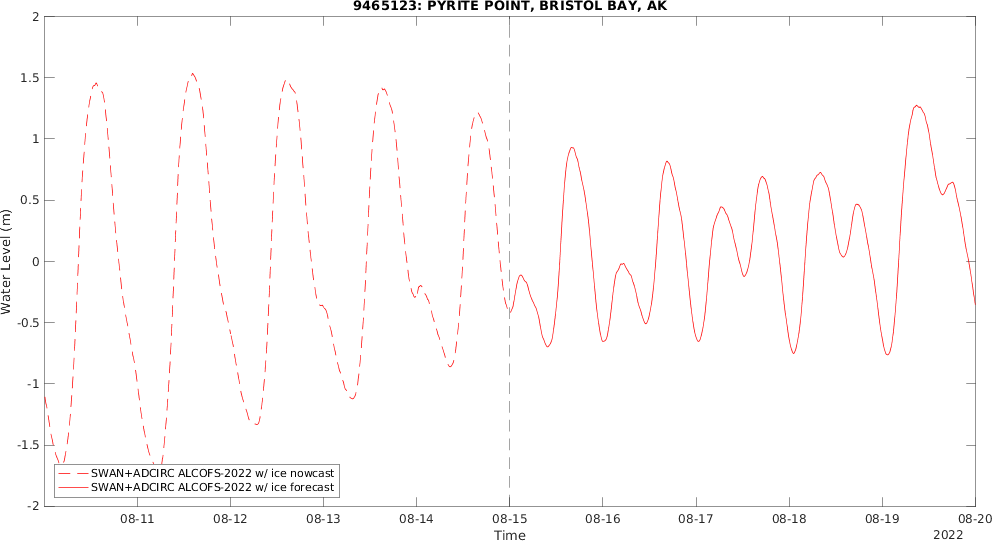 9465123: PYRITE POINT, BRISTOL BAY, AK
2
1.5
1
0.5
0
-0.5
-1
-1.5
-2
Water Level (m)
SWAN+ADCIRC ALCOFS-2022 w/ ice nowcast
SWAN+ADCIRC ALCOFS-2022 w/ ice forecast
08-11 08-12 08-13 08-14 08-15 08-16 08-17 08-18 08-19 08-20
Time
2022